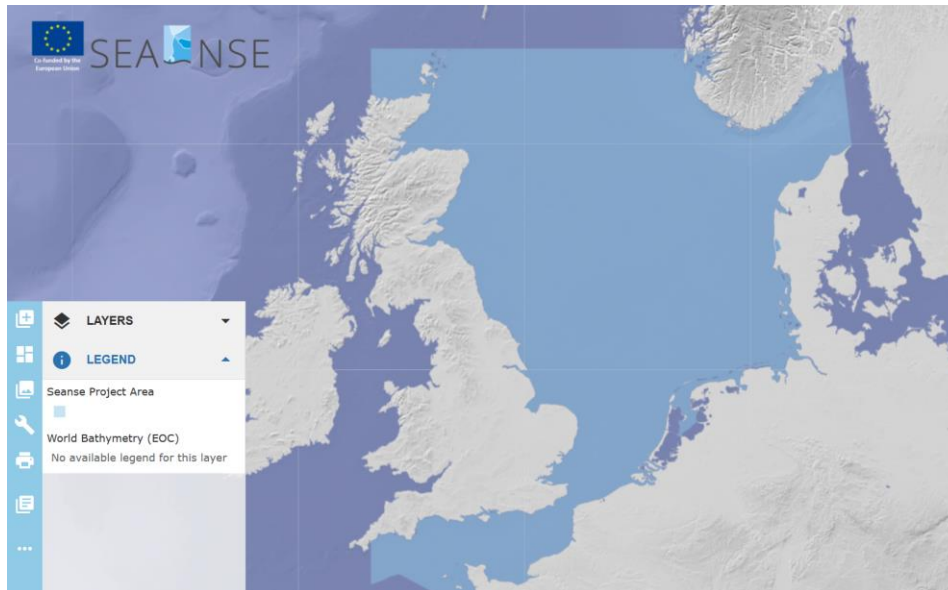 Co-funded by the
European Union
SEANSE
LAYERS
LEGEND
Seanse Project Area
World Bathymetry (EOC)
No available legend for this layer